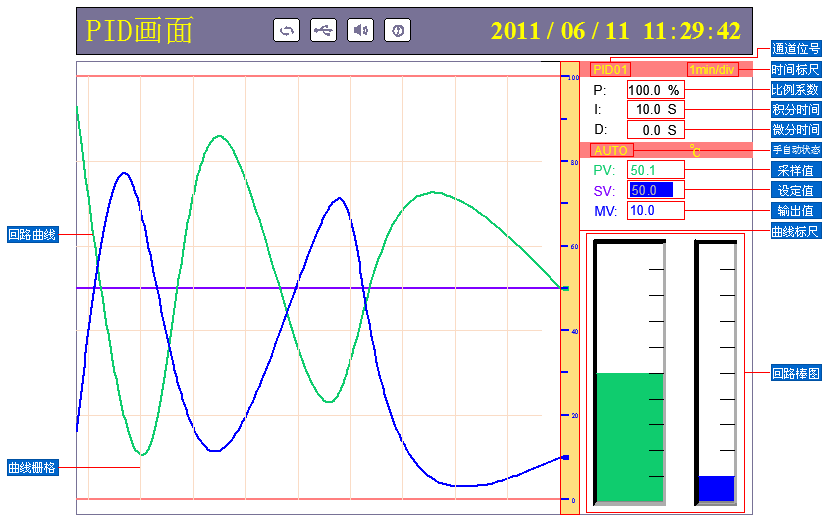 PID画面
2011 / 06 / 11 11:29:42
通道位号
PID01 1min/div
时间标尺
P: 100.0 %
比例系数
I: 10.0 S
积分时间
D: 0.0 S
微分时间
AUTO ℃
手自动状态
PV: 50.1
采样值
SV: 50.0
设定值
MV: 10.0
输出值
曲线标尺
回路曲线
回路棒图
曲线栅格
100
80
60
40
20
0